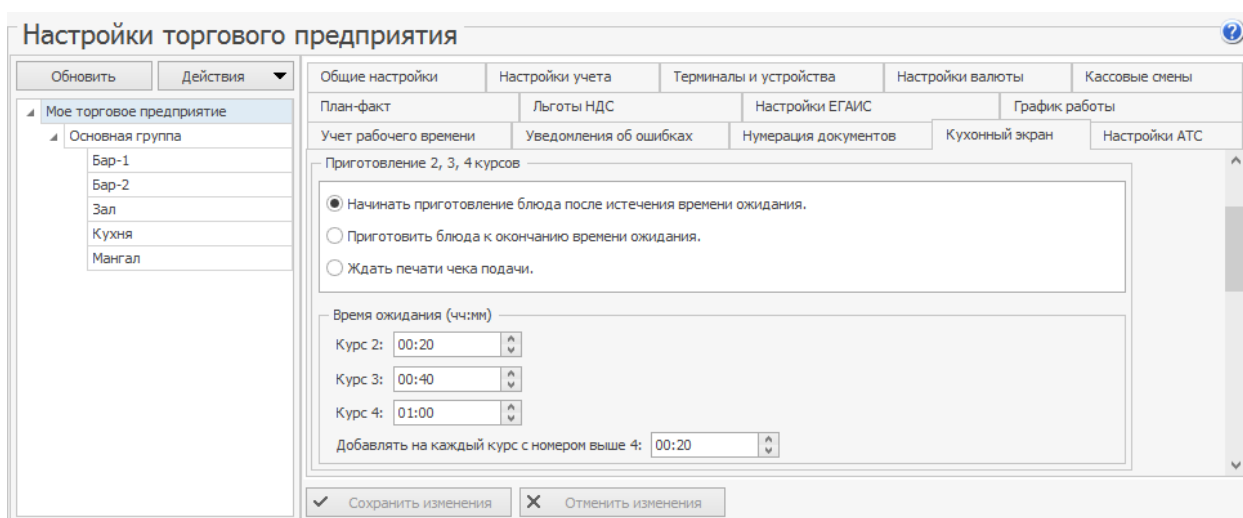 Настройки торгового предприятия
Обновить Действия
Мое торговое предприятие
Основная группа
Бар-1
Бар-2
Зал
Кухня
Мангал
Общие настройки Настройки учета Терминалы и устройства Настройки валюты Кассовые смены
План-факт Льготы НДС Настройки ЕГАИС График работы
Учет рабочего времени Уведомления об ошибках Нумерация документов Кухонный экран Настройки АТС
Приготовление 2, 3, 4 курсов
Начинать приготовление блюда после истечения времени ожидания.
Приготовить блюда к окончанию времени ожидания.
Ждать печати чека подачи.
Время ожидания (чч:мм)
Курс 2: 00:20
Курс 3: 00:40
Курс 4: 01:00
Добавлять на каждый курс с номером выше 4: 00:20
Сохранить изменения Отменить изменения